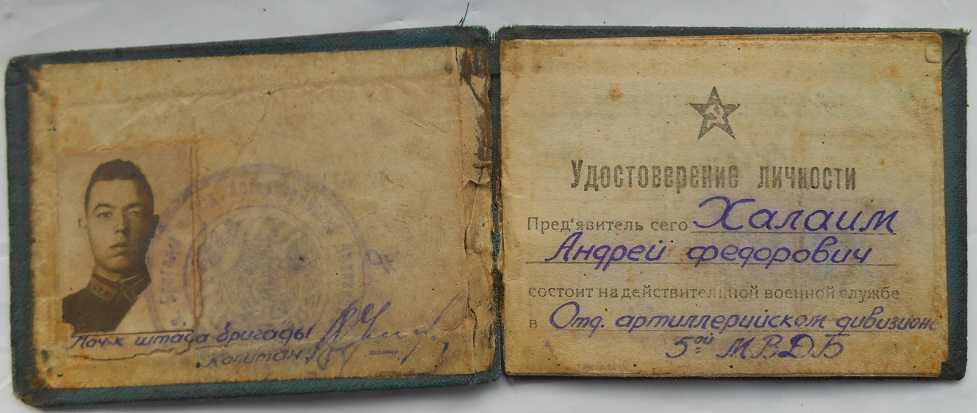 Нач-к штаба бригады
Капитан
Удостоверение личности
Пред'явитель сего Халаим
Андрей Федорович
состоит на действительной военной службе
в Отд. артиллерийском дивизионе
5ой МВДБ